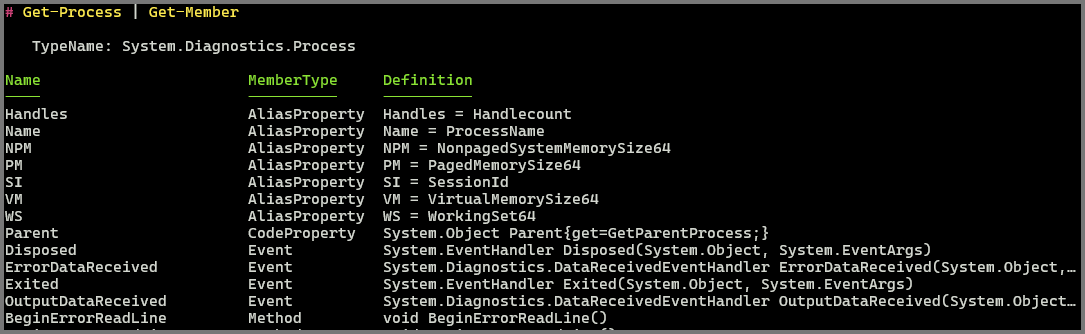 # Get-Process | Get-Member
TypeName: System.Diagnostics.Process
Name MemberType Definition
---- ---------- ----------
Handles AliasProperty Handles = Handlecount
Name AliasProperty Name = ProcessName
NPM AliasProperty NPM = NonpagedSystemMemorySize64
PM AliasProperty PM = PagedMemorySize64
SI AliasProperty SI = SessionId
VM AliasProperty VM = VirtualMemorySize64
WS AliasProperty WS = WorkingSet64
Parent CodeProperty System.Object Parent{get=GetParentProcess;}
Disposed Event System.EventHandler Disposed(System.Object, System.EventArgs)
ErrorDataReceived Event System.Diagnostics.DataReceivedEventHandler ErrorDataReceived(System.Object,…
Exited Event System.EventHandler Exited(System.Object, System.EventArgs)
OutputDataReceived Event System.Diagnostics.DataReceivedEventHandler OutputDataReceived(System.Object…
BeginErrorReadLine Method void BeginErrorReadLine()